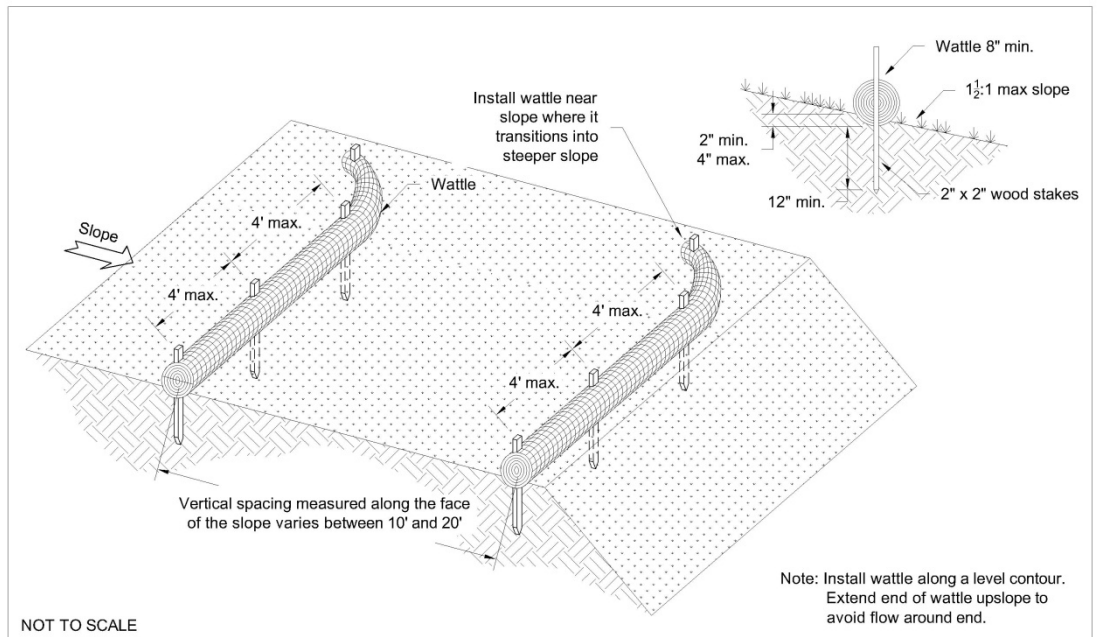 Wattle 8" min.
1½:1 max slope
2" min.
4" max.
12" min.
2" x 2" wood stakes
Install wattle near
slope where it
transitions into
steeper slope
Wattle
Slope
4' max.
4' max.
4' max.
4' max.
Vertical spacing measured along the face
of the slope varies between 10' and 20'
Note: Install wattle along a level contour.
Extend end of wattle upslope to
avoid flow around end.
NOT TO SCALE